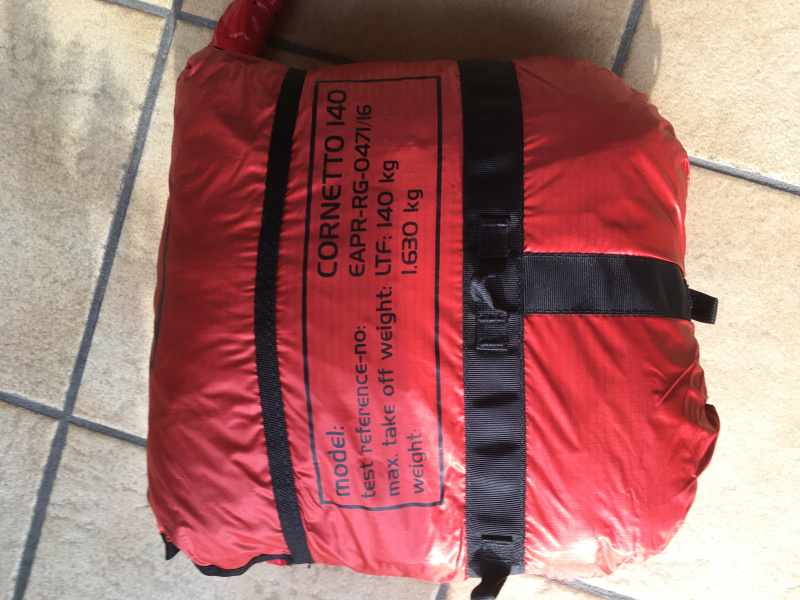 model: CORNETTO 140
test reference-no: EAPR-RG-0471/16
max. take off weight: LTF: 140 kg
weight: 1.630 kg